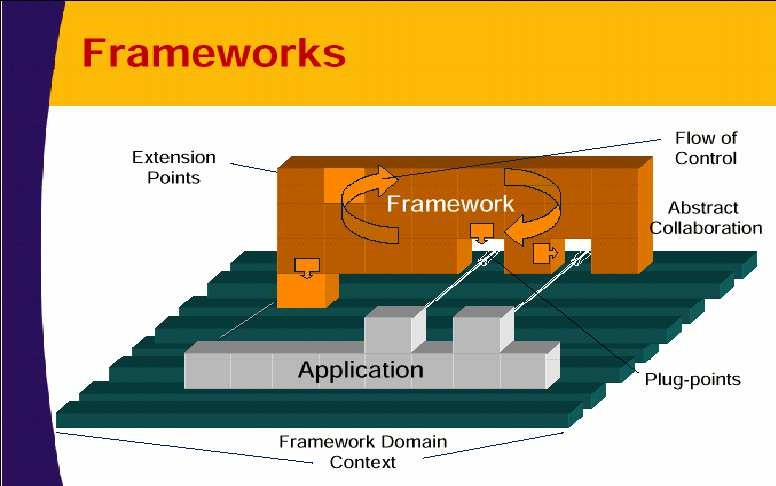 Frameworks
Extension
Points
Flow of
Control
Framework
Abstract
Collaboration
Application
Plug-points
Framework Domain
Context